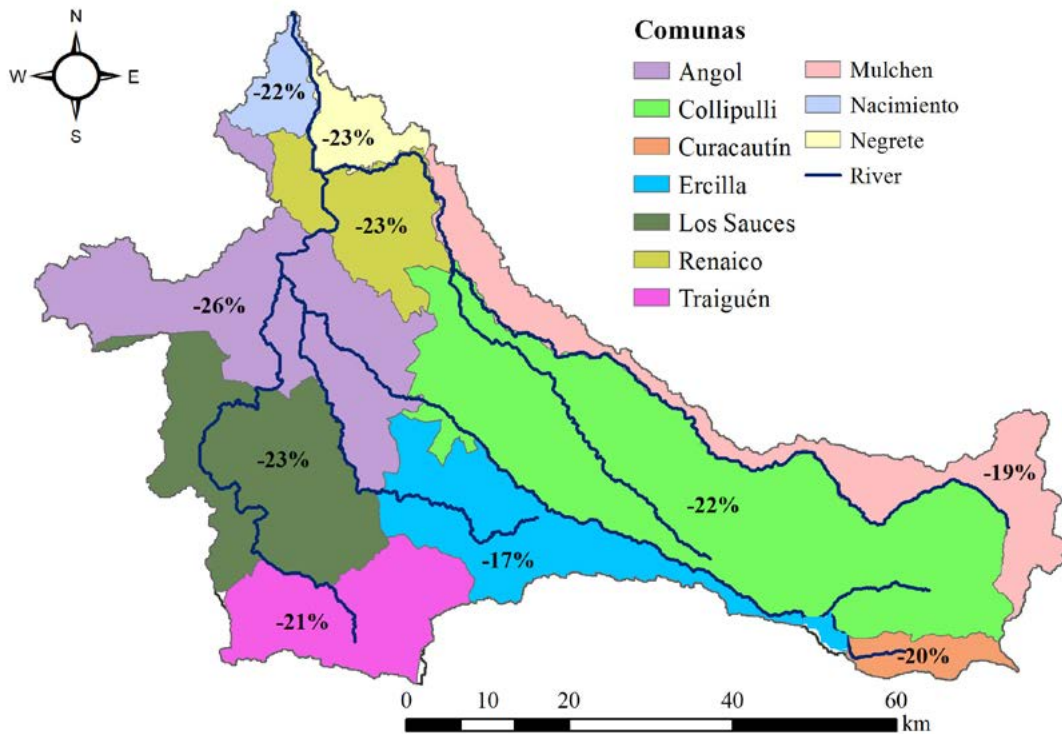 N
W E
S
Comunas
Angol
Collipulli
Curacautín
Ercilla
Los Sauces
Renaico
Traiguén
Mulchen
Nacimiento
Negrete
River
-22%
-23%
-23%
-26%
-23%
-19%
-22%
-17%
-21%
-20%
0 10 20 40 60
km